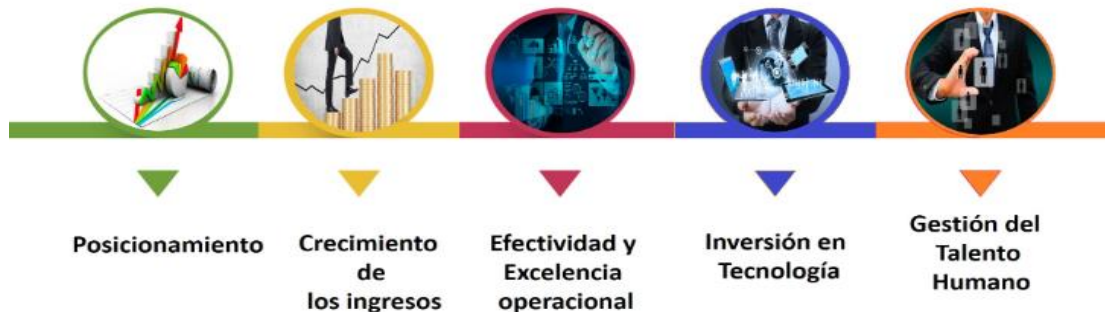 Posicionamiento
Crecimiento
de
los ingresos
Efectividad y
Excelencia
operacional
Inversión en
Tecnología
Gestión del
Talento
Humano